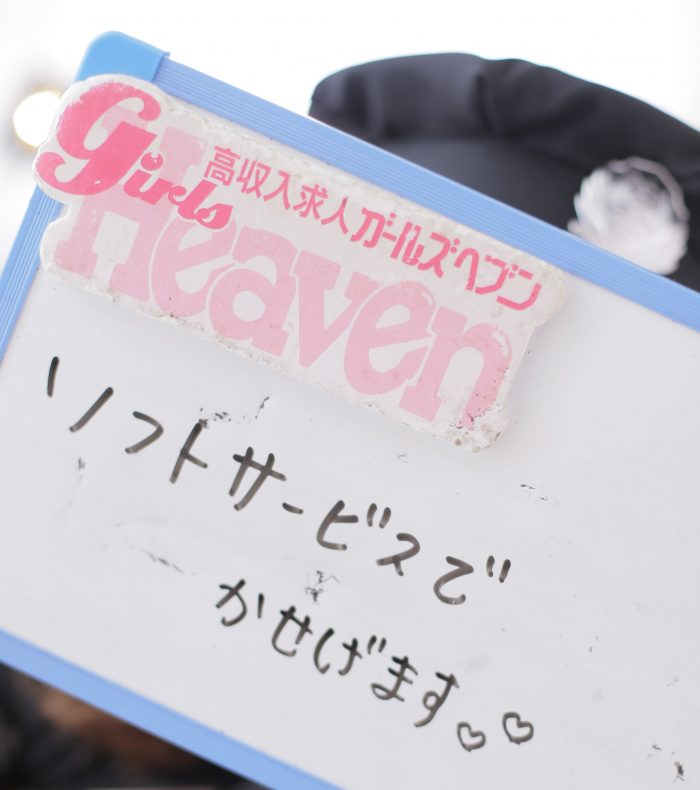 Girls
高収入求人ガールズヘブン
Heaven
ソフトサービスで
かせげます♡♡